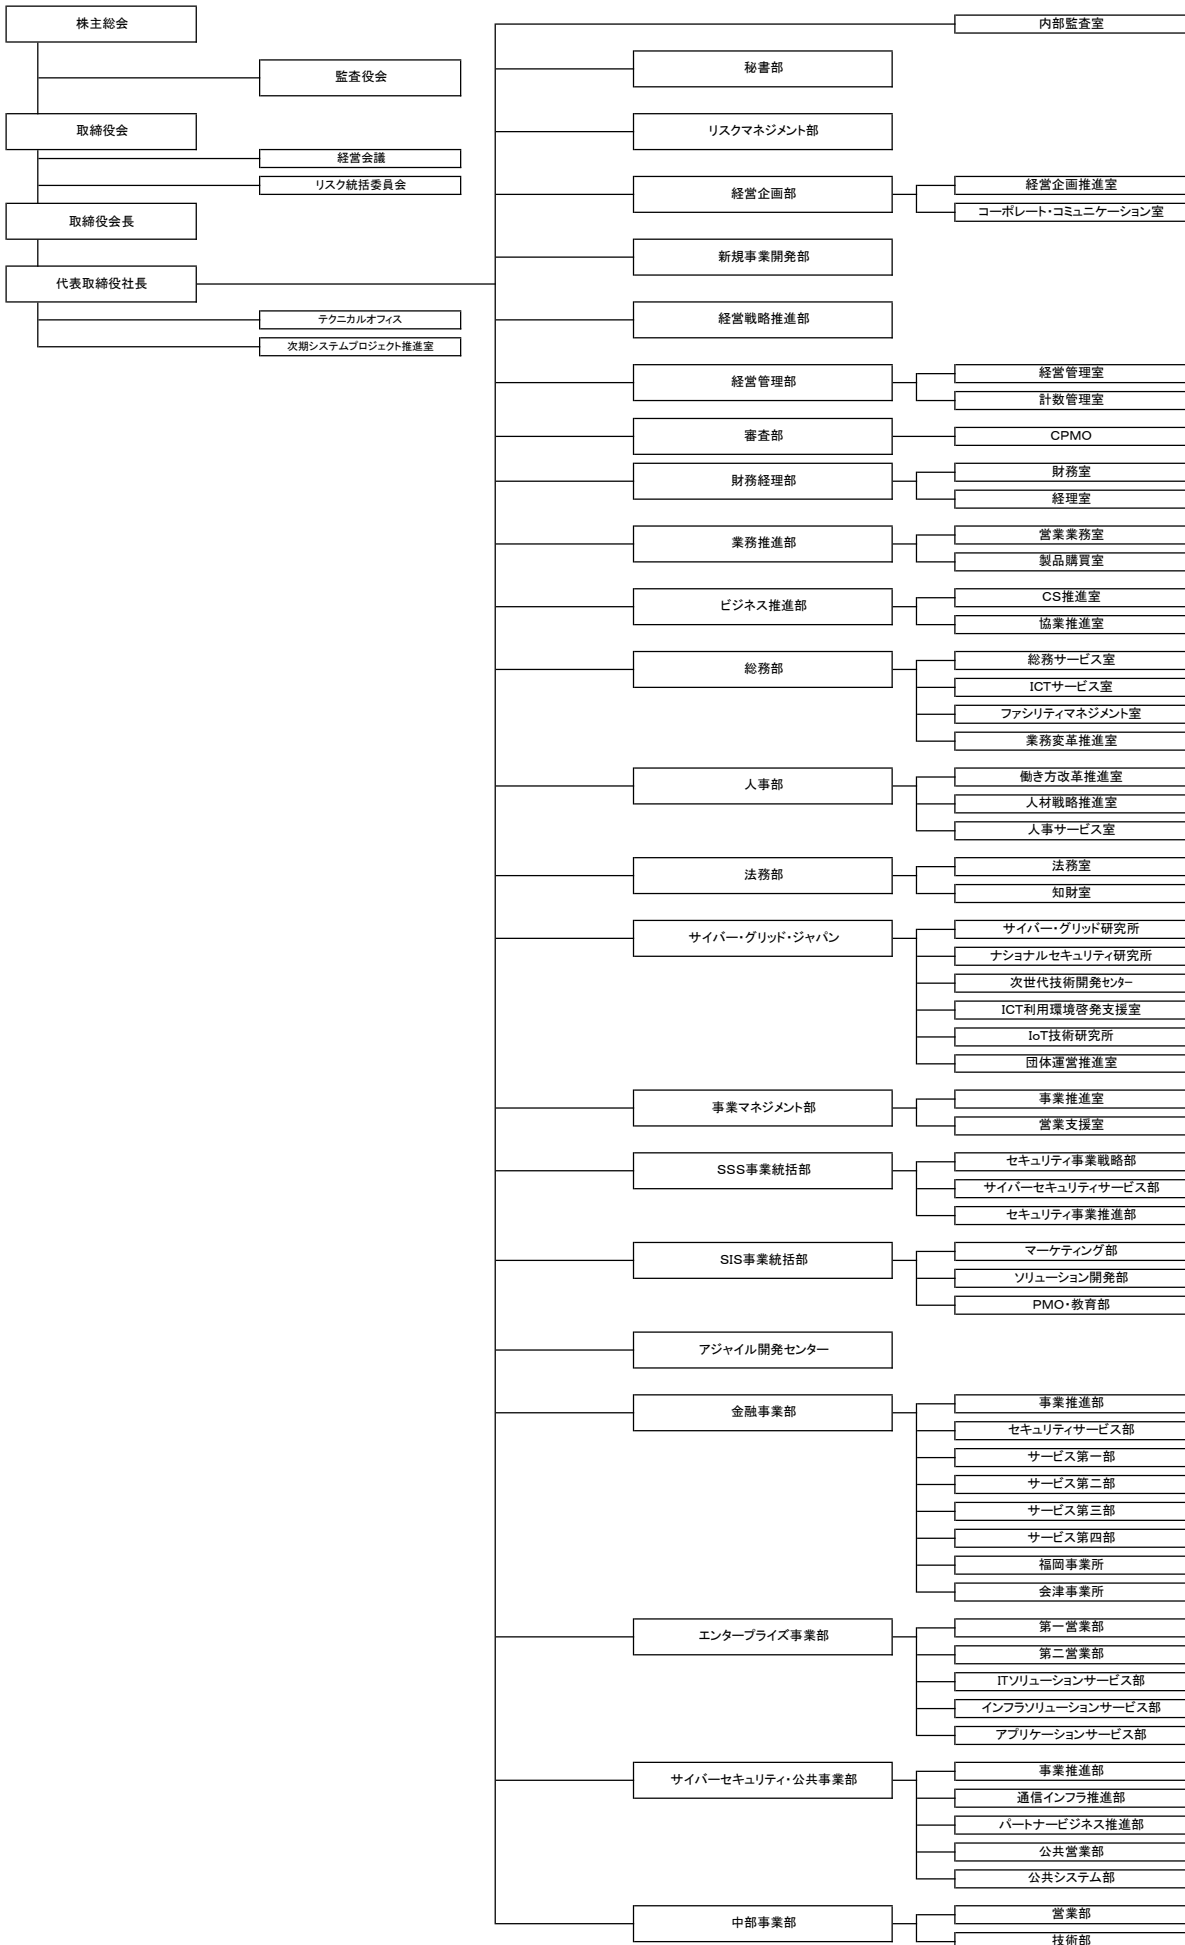 株主総会
監査役会
取締役会
経営会議
リスク統括委員会
取締役会長
代表取締役社長
テクニカルオフィス
次期システムプロジェクト推進室
内部監査室
秘書部
リスクマネジメント部
経営企画部
経営企画推進室
コーポレート・コミュニケーション室
新規事業開発部
経営戦略推進部
経営管理部
経営管理室
計数管理室
審査部
CPMO
財務経理部
財務室
経理室
業務推進部
営業業務室
製品購買室
ビジネス推進部
CS推進室
協業推進室
総務部
総務サービス室
ICTサービス室
ファシリティマネジメント室
業務変革推進室
人事部
働き方改革推進室
人材戦略推進室
人事サービス室
法務部
法務室
知財室
サイバー・グリッド・ジャパン
サイバー・グリッド研究所
ナショナルセキュリティ研究所
次世代技術開発センター
ICT利用環境啓発支援室
IoT技術研究所
団体運営推進室
事業マネジメント部
事業推進室
営業支援室
SSS事業統括部
セキュリティ事業戦略部
サイバーセキュリティサービス部
セキュリティ事業推進部
SIS事業統括部
マーケティング部
ソリューション開発部
PMO・教育部
アジャイル開発センター
金融事業部
事業推進部
セキュリティサービス部
サービス第一部
サービス第二部
サービス第三部
サービス第四部
福岡事業所
会津事業所
エンタープライズ事業部
第一営業部
第二営業部
ITソリューションサービス部
インフラソリューションサービス部
アプリケーションサービス部
サイバーセキュリティ・公共事業部
事業推進部
通信インフラ推進部
パートナービジネス推進部
公共営業部
公共システム部
中部事業部
営業部
技術部